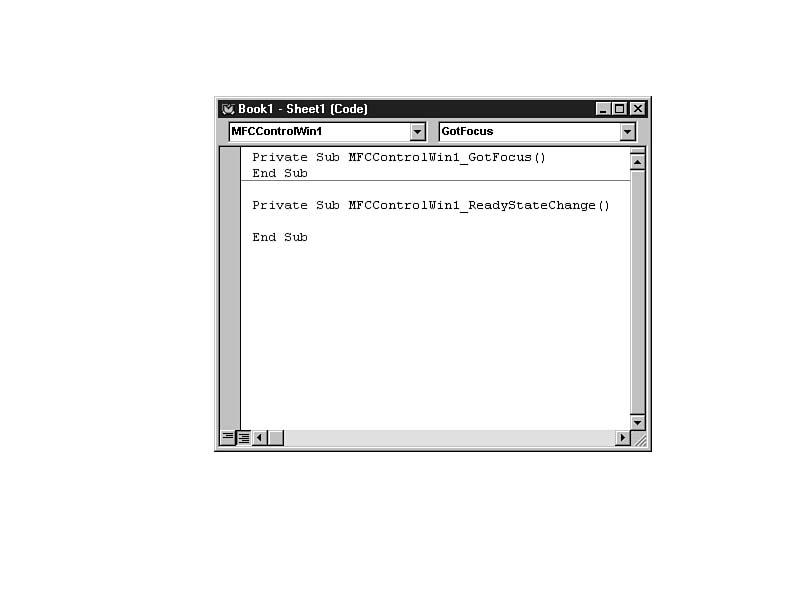 Book1 - Sheet1 (Code)
MFCControlWin1 GotFocus
Private Sub MFCControlWin1_GotFocus()
End Sub
Private Sub MFCControlWin1_ReadyStateChange()
End Sub